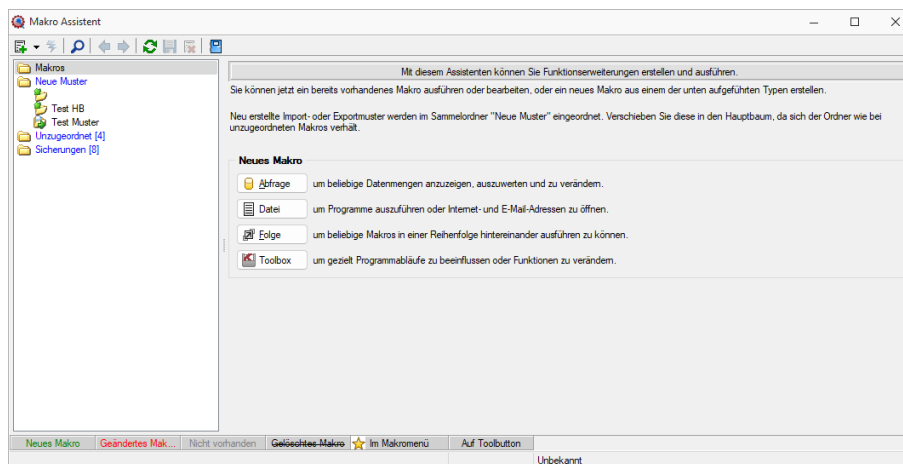 Makro Assistent
Makros
Neue Muster
Test HB
Test Muster
Unzugeordnet [4]
Sicherungen [8]
Mit diesem Assistenten können Sie Funktionserweiterungen erstellen und ausführen.
Sie können jetzt ein bereits vorhandenes Makro ausführen oder bearbeiten, oder ein neues Makro aus einem der unten aufgeführten Typen erstellen.
Neu erstellte Import- oder Exportmuster werden im Sammelordner "Neue Muster" eingeordnet. Verschieben Sie diese in den Hauptbaum, da sich der Ordner wie bei
unzugeordneten Makros verhält.
Neues Makro
Abfrage um beliebige Datenmengen anzuzeigen, auszuwerten und zu verändern.
Datei um Programme auszuführen oder Internet- und E-Mail-Adressen zu öffnen.
Folge um beliebige Makros in einer Reihenfolge hintereinander ausführen zu können.
Toolbox um gezielt Programmabläufe zu beeinflussen oder Funktionen zu verändern.
Neues Makro Geändertes Mak... Nicht vorhanden Gelöschtes Makro Im Makromenü Auf Toolbutton
Unbekannt